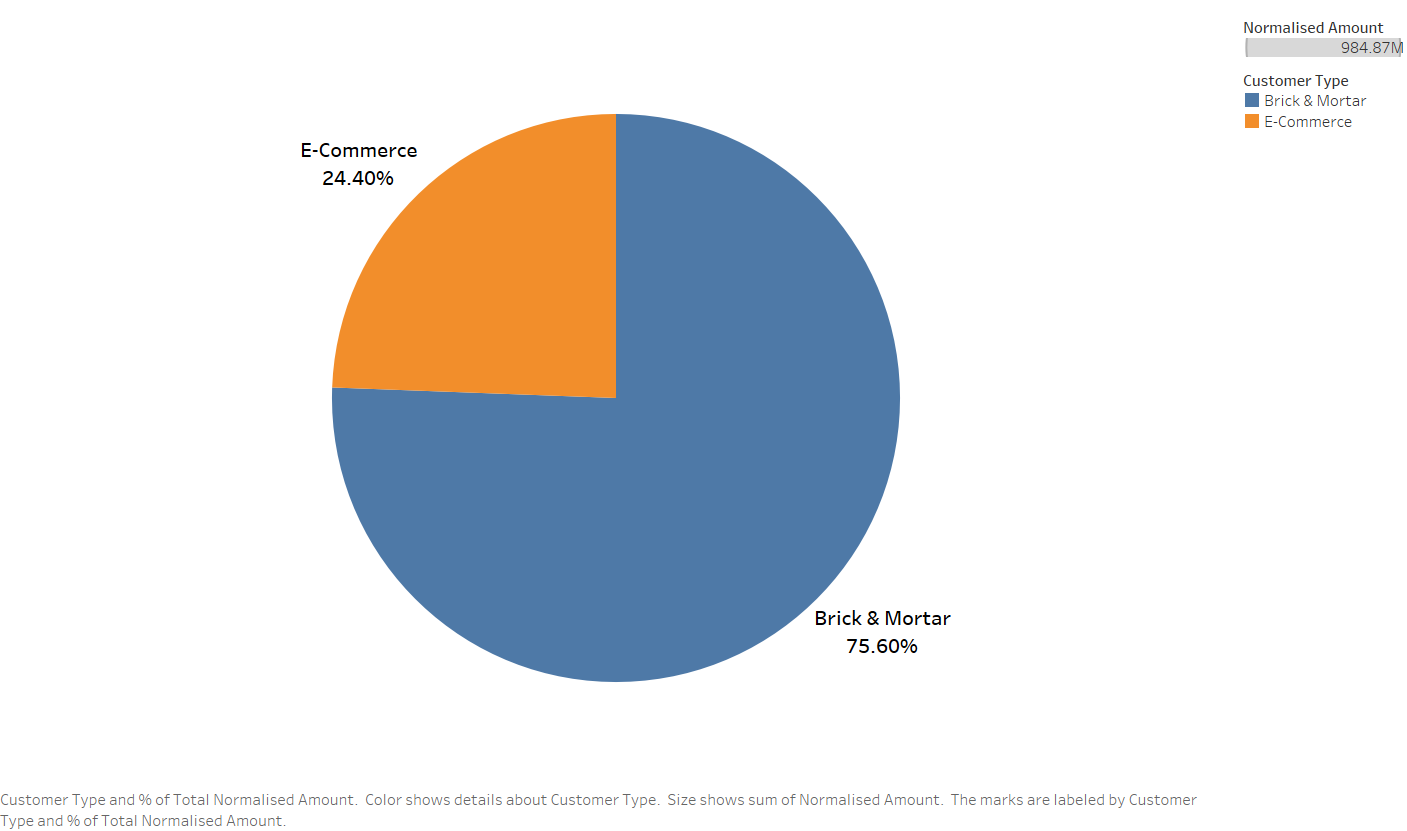 Normalised Amount
984.87M
Customer Type
Brick & Mortar
E-Commerce
E-Commerce
24.40%
Brick & Mortar
75.60%
Customer Type and % of Total Normalised Amount.  Color shows details about Customer Type.  Size shows sum of Normalised Amount.  The marks are labeled by Customer
Type and % of Total Normalised Amount.